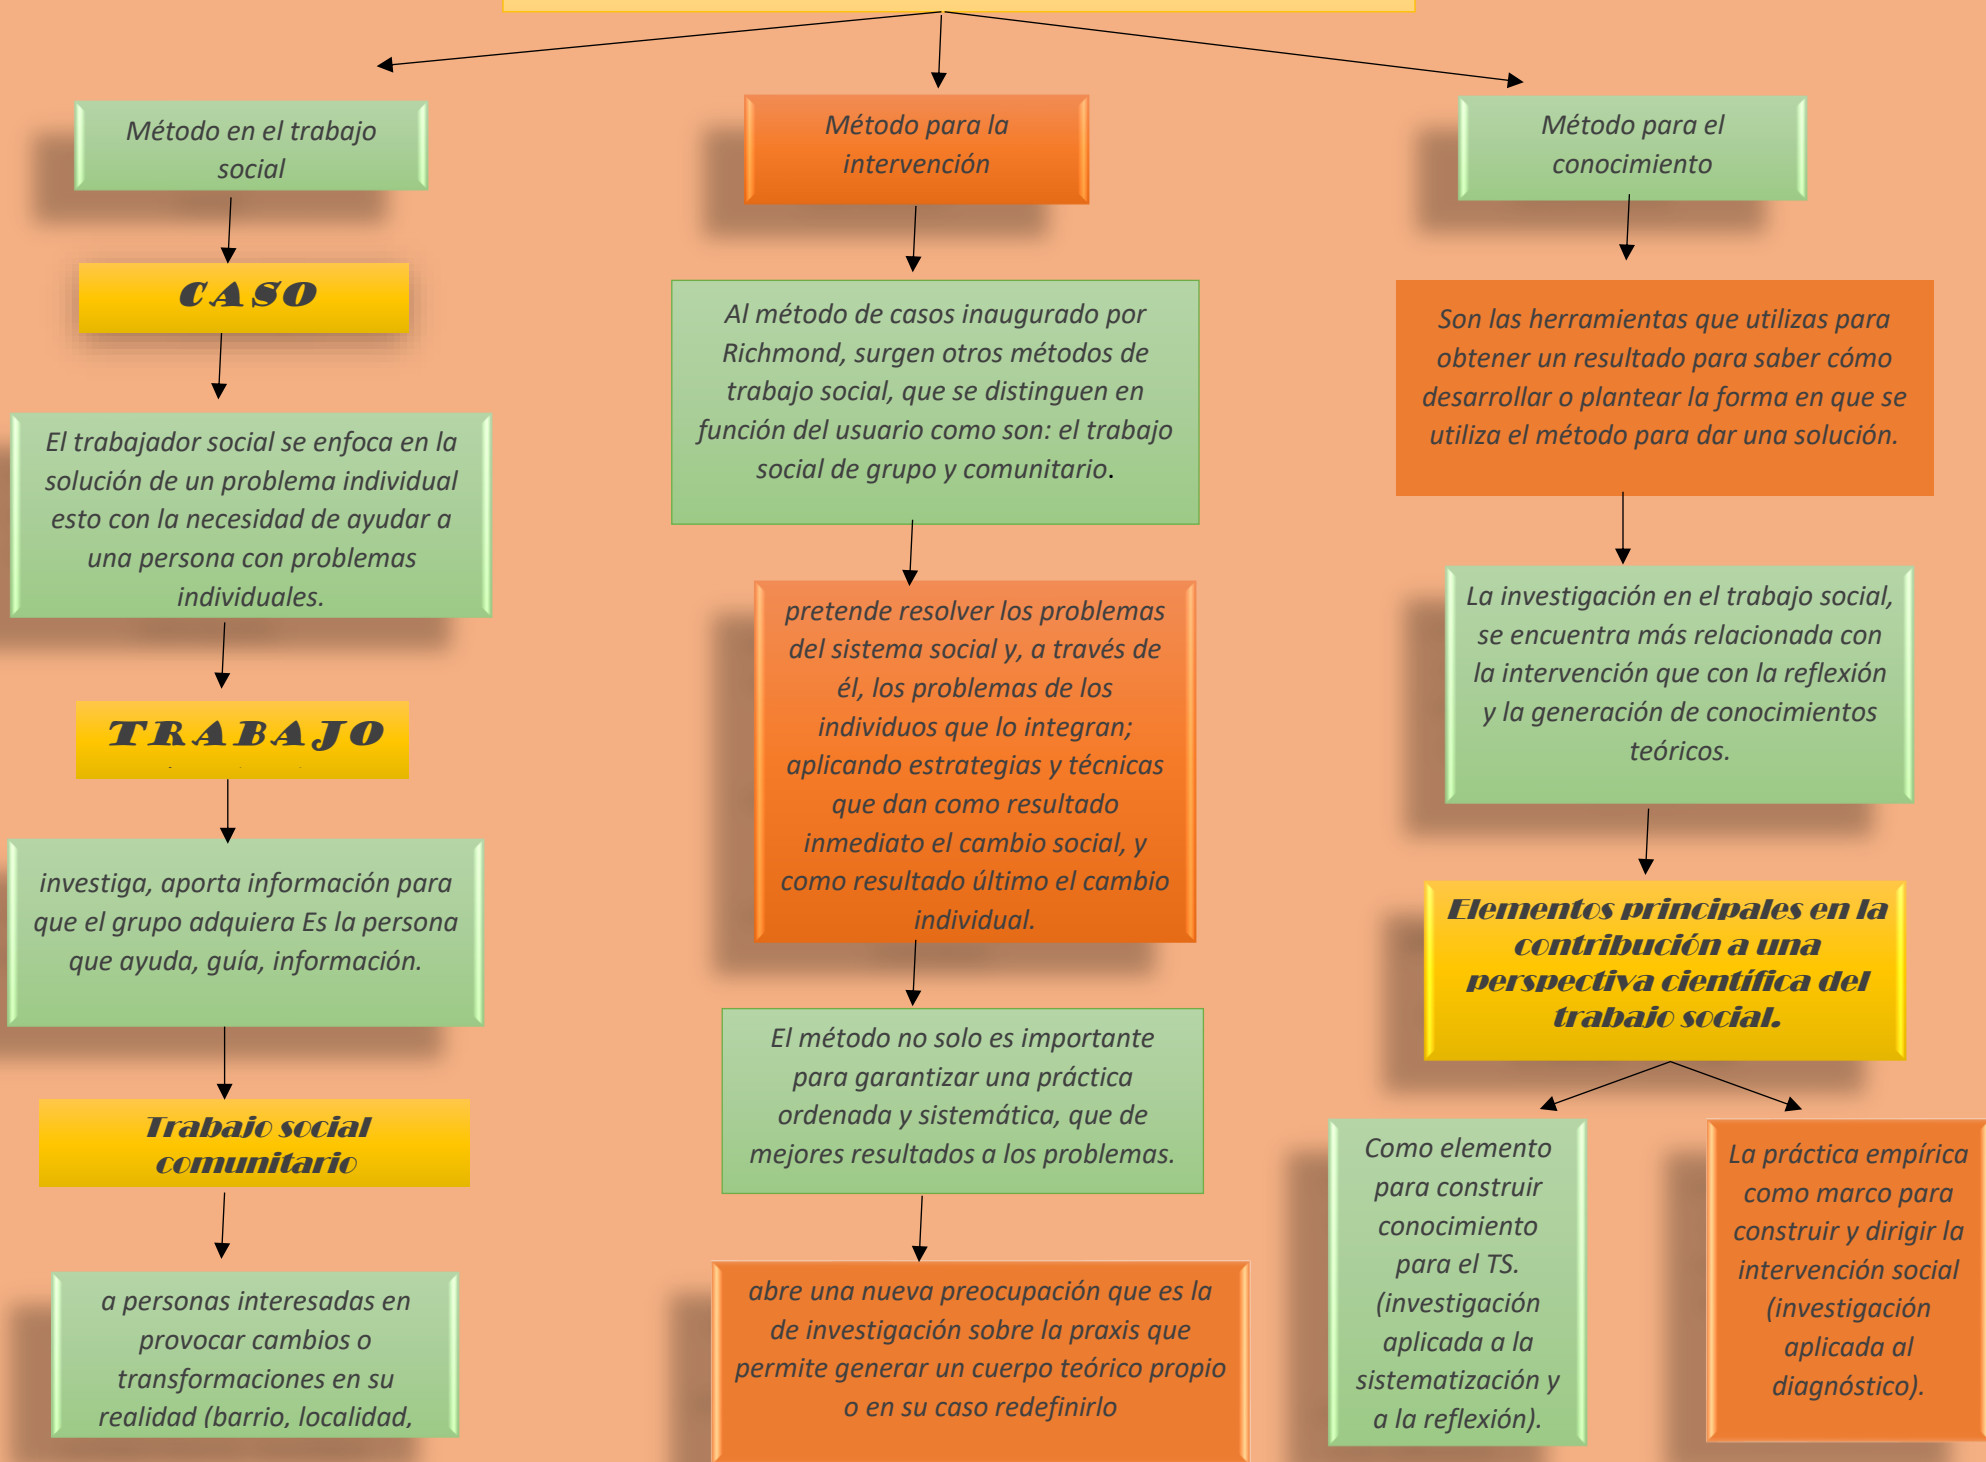 Método en el trabajo
social
CASO
El trabajador social se enfoca en la
solución de un problema individual
esto con la necesidad de ayudar a
una persona con problemas
individuales.
TRABAJO
investiga, aporta información para
que el grupo adquiera Es la persona
que ayuda, guía, información.
Trabajo social
comunitario
a personas interesadas en
provocar cambios o
transformaciones en su
realidad (barrio, localidad,
Método para la
intervención
Al método de casos inaugurado por
Richmond, surgen otros métodos de
trabajo social, que se distinguen en
función del usuario como son: el trabajo
social de grupo y comunitario.
pretende resolver los problemas
del sistema social y, a través de
él, los problemas de los
individuos que lo integran;
aplicando estrategias y técnicas
que dan como resultado
inmediato el cambio social, y
como resultado último el cambio
individual.
El método no solo es importante
para garantizar una práctica
ordenada y sistemática, que de
mejores resultados a los problemas.
abre una nueva preocupación que es la
de investigación sobre la praxis que
permite generar un cuerpo teórico propio
o en su caso redefinirlo
Método para el
conocimiento
Son las herramientas que utilizas para
obtener un resultado para saber cómo
desarrollar o plantear la forma en que se
utiliza el método para dar una solución.
La investigación en el trabajo social,
se encuentra más relacionada con
la intervención que con la reflexión
y la generación de conocimientos
teóricos.
Elementos principales en la
contribución a una
perspectiva científica del
trabajo social.
Como elemento
para construir
conocimiento
para el TS.
(investigación
aplicada a la
sistematización y
a la reflexión).
La práctica empírica
como marco para
construir y dirigir la
intervención social
(investigación
aplicada al
diagnóstico).